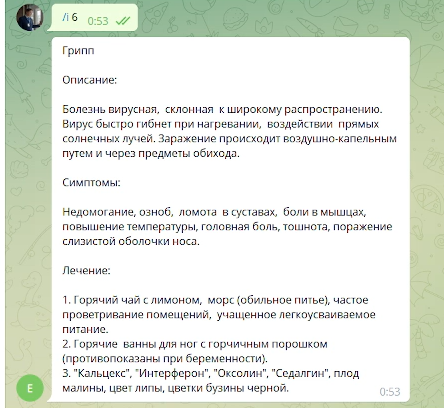 /i 6 0:53
Грипп
Описание:
Болезнь вирусная, склонная к широкому распространению.
Вирус быстро гибнет при нагревании, воздействии прямых
солнечных лучей. Заражение происходит воздушно-капельным
путем и через предметы обихода.
Симптомы:
Недомогание, озноб, ломота в суставах, боли в мышцах,
повышение температуры, головная боль, тошнота, поражение
слизистой оболочки носа.
Лечение:
1. Горячий чай с лимоном, морс (обильное питье), частое
проветривание помещений, учащенное легкоусваиваемое
питание.
2. Горячие ванны для ног с горчичным порошком
(противопоказаны при беременности).
3. "Кальцекс", "Интерферон", "Оксолин", "Седалгин", плод
малины, цвет липы, цветки бузины черной.
E 0:53